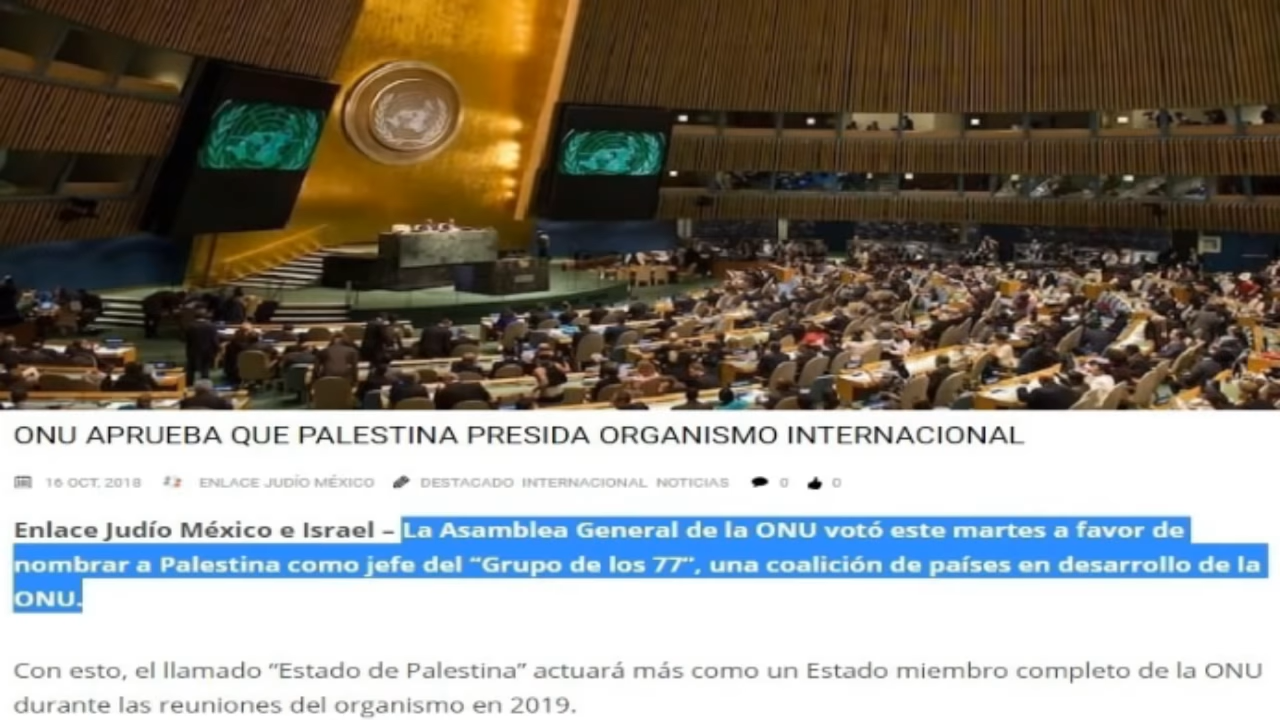 ONU APRUEBA QUE PALESTINA PRESIDA ORGANISMO INTERNACIONAL
16 OCT, 2018 ENLACE JUDÍO MÉXICO DESTACADO INTERNACIONAL NOTICIAS 0 0
Enlace Judío México e Israel – La Asamblea General de la ONU votó este martes a favor de
nombrar a Palestina como jefe del “Grupo de los 77”, una coalición de países en desarrollo de la
ONU.
Con esto, el llamado “Estado de Palestina” actuará más como un Estado miembro completo de la ONU
durante las reuniones del organismo en 2019.